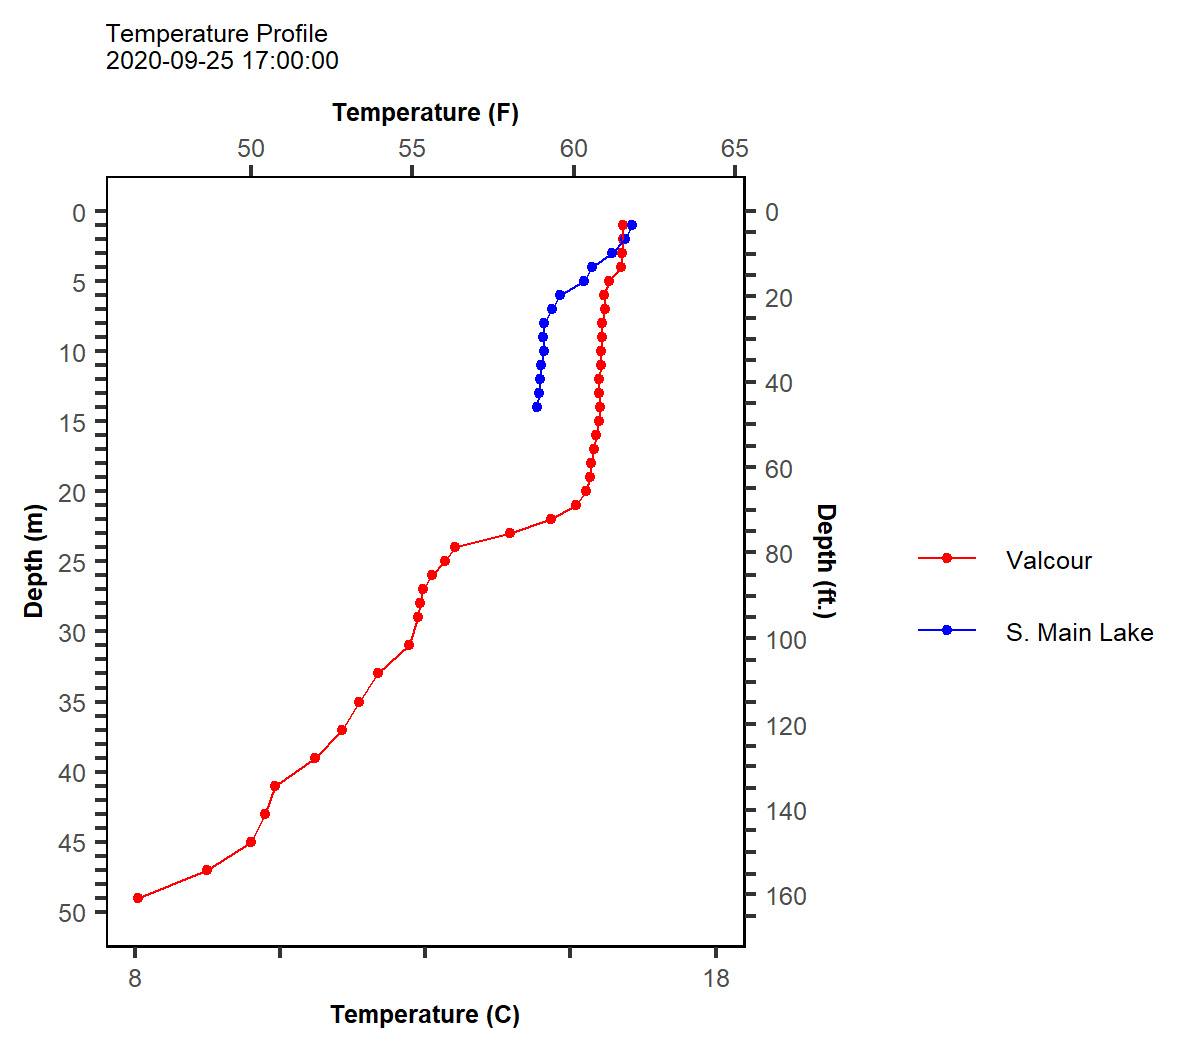 Temperature Profile
2020-09-25 17:00:00
Temperature (F)
50 55 60 65
0 0
5
20
10
40
15
60
20
80
25
100
30
120
35
140
40
160
45
50
Depth (m)
Depth (ft.)
Valcour
S. Main Lake
8 18
Temperature (C)